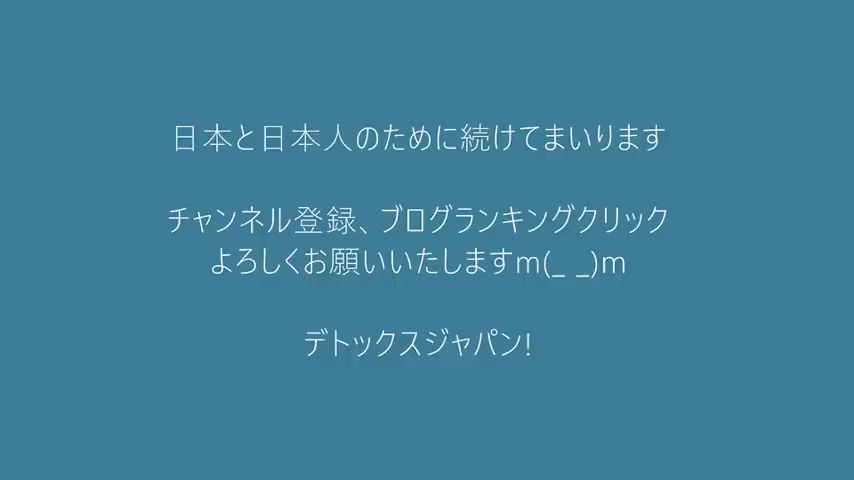 日本と日本人のために続けてまいります
チャンネル登録、ブログランキングクリック
よろしくお願いいたしますm(_ _)m
デトックスジャパン!